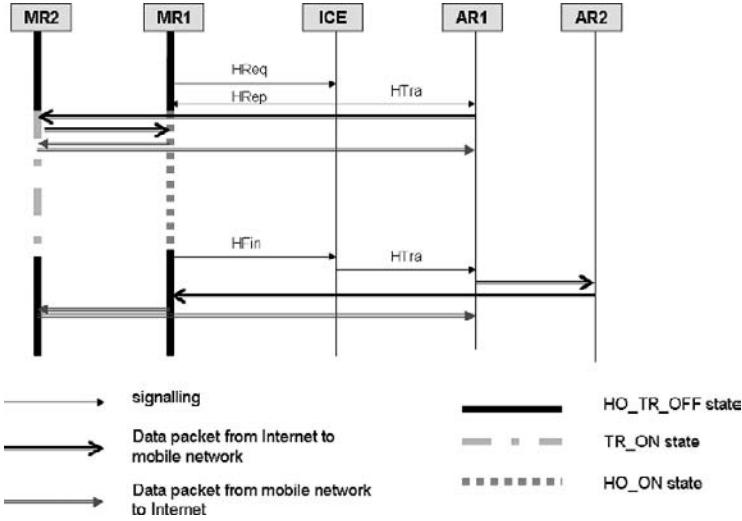 MR2 MR1 ICE AR1 AR2
HReq
HRep HTra
HFin
HTra
signalling
Data packet from Internet to
mobile network
Data packet from mobile network
to Internet
HO_TR_OFF state
TR_ON state
HO_ON state